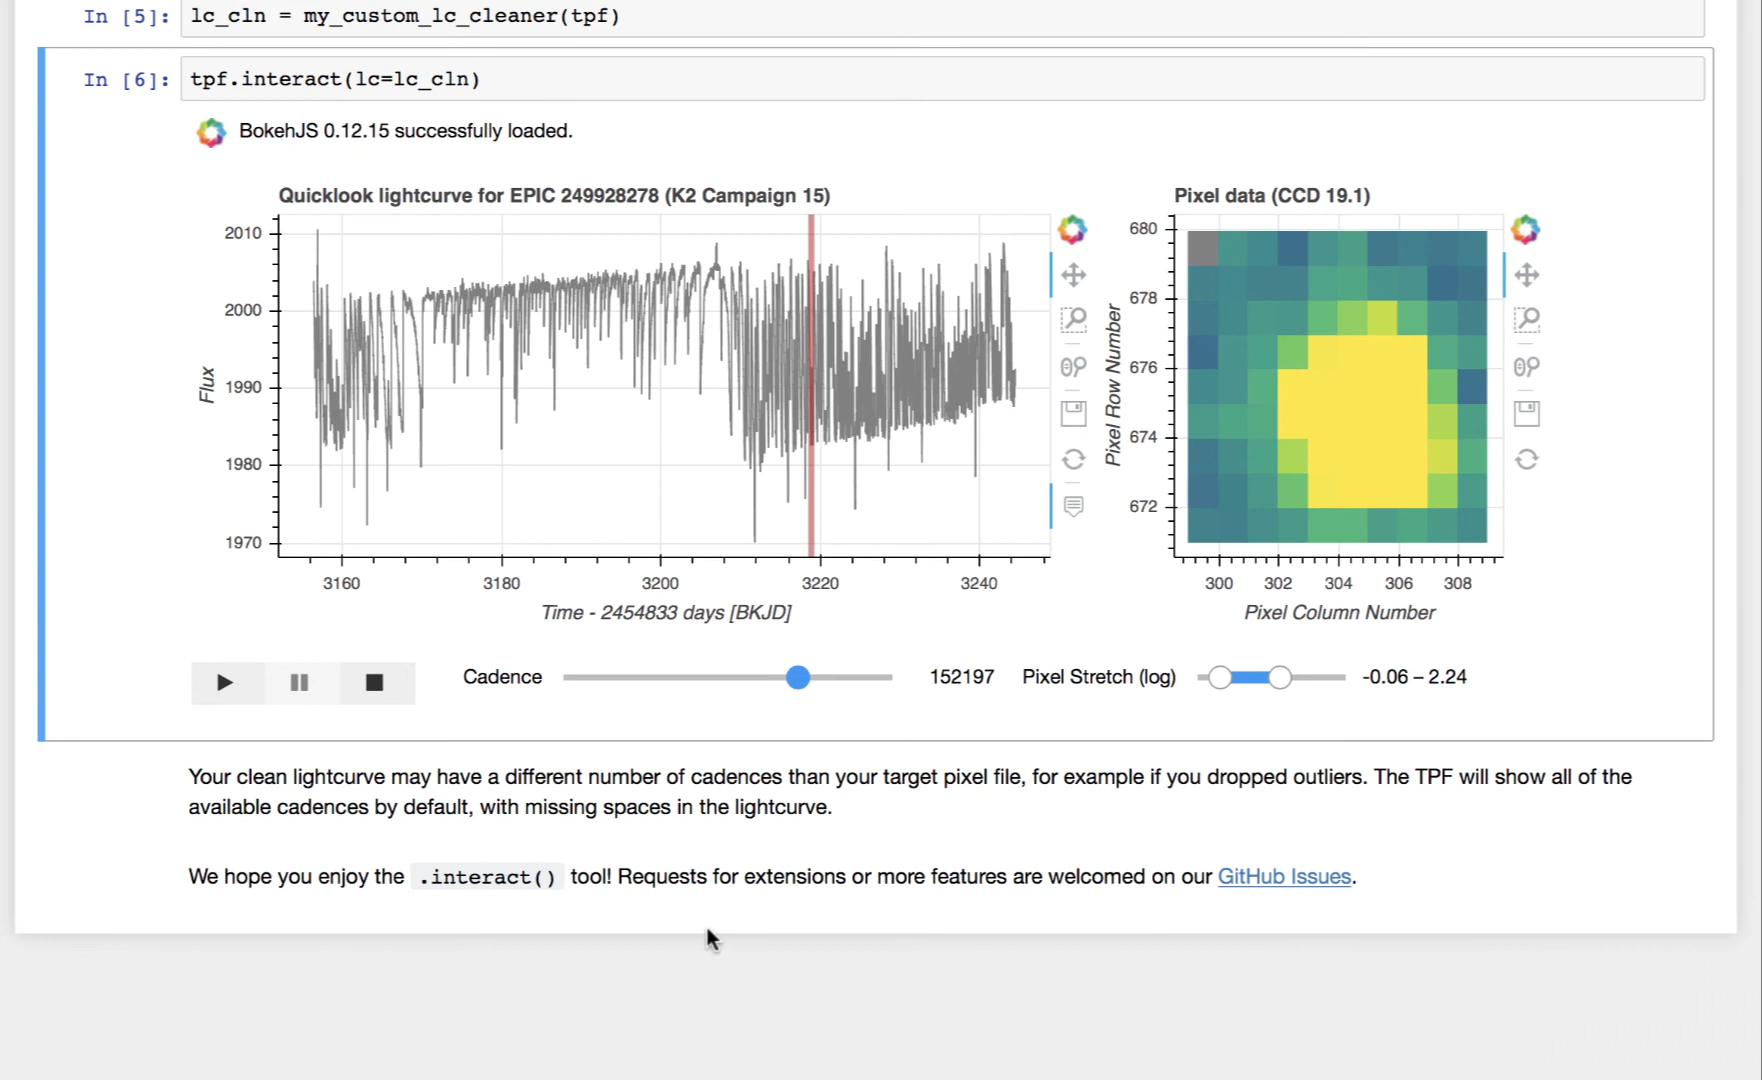 In [5]: lc_cln = my_custom_lc_cleaner(tpf)
In [6]: tpf.interact(lc=lc_cln)
BokehJS 0.12.15 successfully loaded.
Quicklook lightcurve for EPIC 249928278 (K2 Campaign 15)
2010
2000
1990
1980
1970
Flux
3160 3180 3200 3220 3240
Time - 2454833 days [BKJD]
Pixel data (CCD 19.1)
680
678
676
674
672
Pixel Row Number
300 302 304 306 308
Pixel Column Number
Cadence 152197 Pixel Stretch (log) -0.06 – 2.24
Your clean lightcurve may have a different number of cadences than your target pixel file, for example if you dropped outliers. The TPF will show all of the
available cadences by default, with missing spaces in the lightcurve.
We hope you enjoy the .interact() tool! Requests for extensions or more features are welcomed on our GitHub Issues.